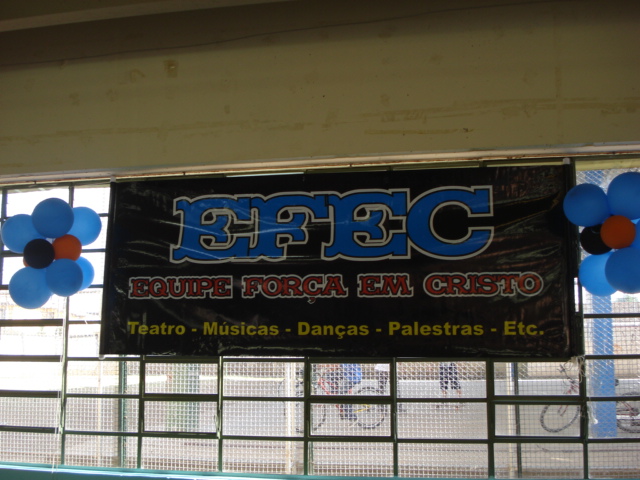 EFEC
EQUIPE FORÇA EM CRISTO
Teatro - Músicas - Danças - Palestras - Etc.